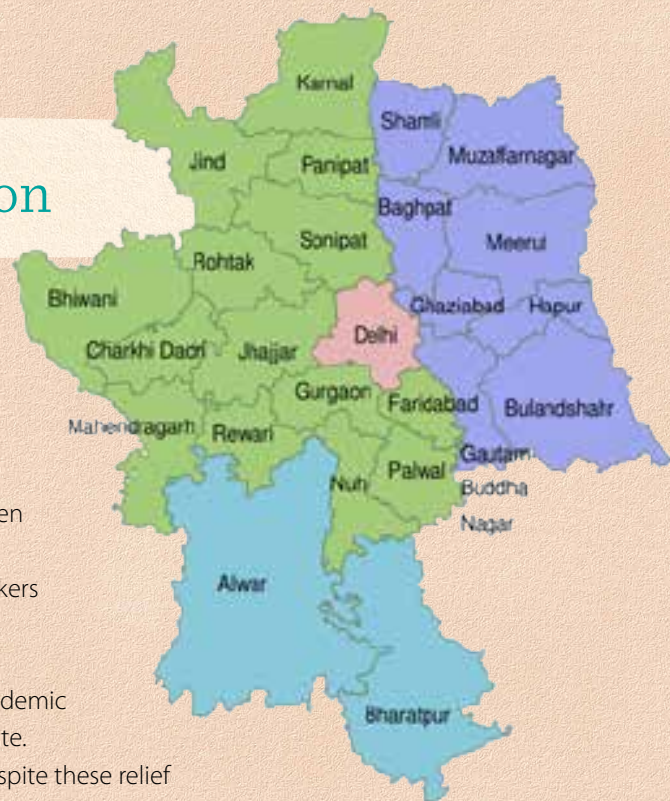 on
Karnal
Shamli
Muzaffarnagar
Jind
Panipat
Baghpat
Sonipat
Meerut
Rohtak
Bhiwani
Ghaziabad
Hapur
Delhi
Charkhi Dadri
Jhajjar
Gurgaon
Faridabad
Bulandshahr
Mahendragarh
Rewari
Gautam
Buddha
Nagar
Palwal
Nuh
en
Alwar
kers
demic
te.
Bharatpur
spite these relief